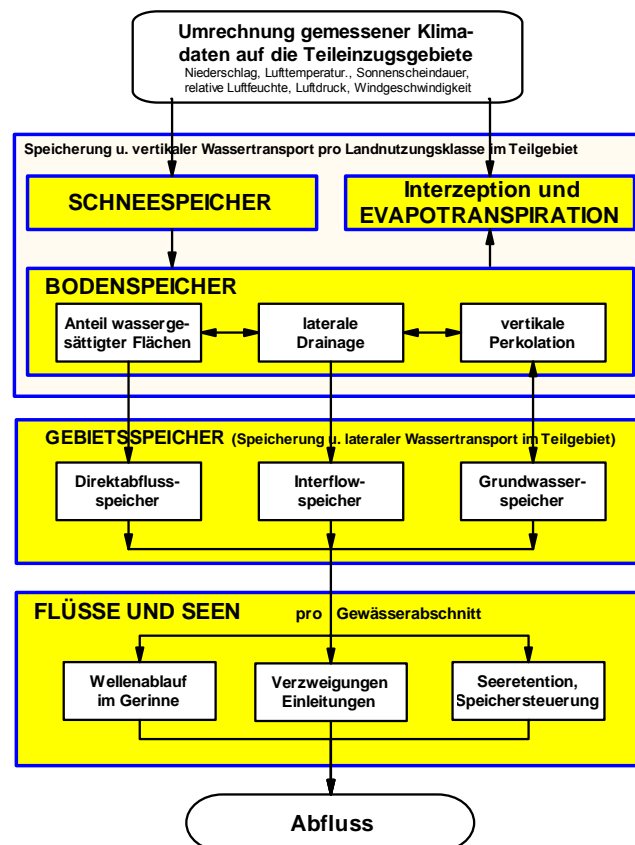 Umrechnung gemessener Klima-
daten auf die Teileinzugsgebiete
Niederschlag, Lufttemperatur., Sonnenscheindauer,
relative Luftfeuchte, Luftdruck, Windgeschwindigkeit
Speicherung u. vertikaler Wassertransport pro Landnutzungsklasse im Teilgebiet
SCHNEESPEICHER
Interzeption und
EVAPOTRANSPIRATION
BODENSPEICHER
Anteil wasserge-
sättigter Flächen
laterale
Drainage
vertikale
Perkolation
GEBIETSSPEICHER (Speicherung u. lateraler Wassertransport im Teilgebiet)
Direktabfluss-
speicher
Interflow-
speicher
Grundwasser-
speicher
FLÜSSE UND SEEN pro Gewässerabschnitt
Wellenablauf
im Gerinne
Verzweigungen
Einleitungen
Seeretention,
Speichersteuerung
Abfluss